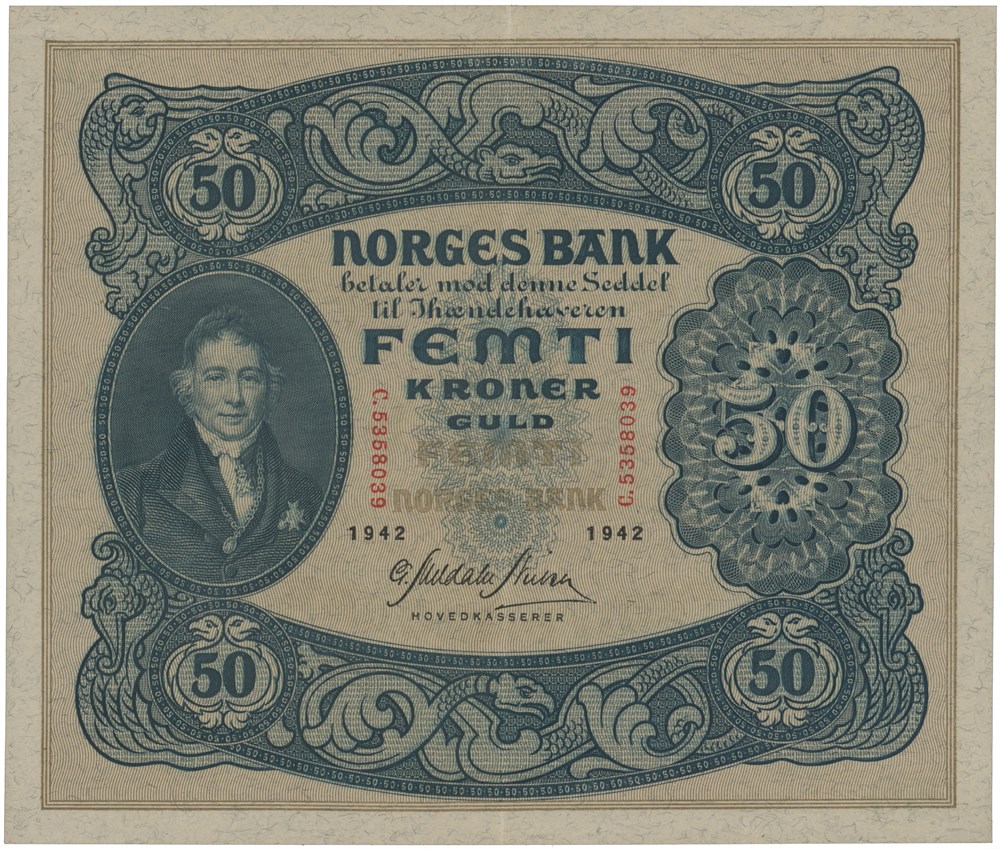 50
50
NORGES BANK
betaler mod denne Seddel
til Ihændehaveren
FEMTI
KRONER
GULD
C.5358039
C.5358039
50
FEMTI
NORGES BANK
1942
1942
HOVEDKASSERER
50
50